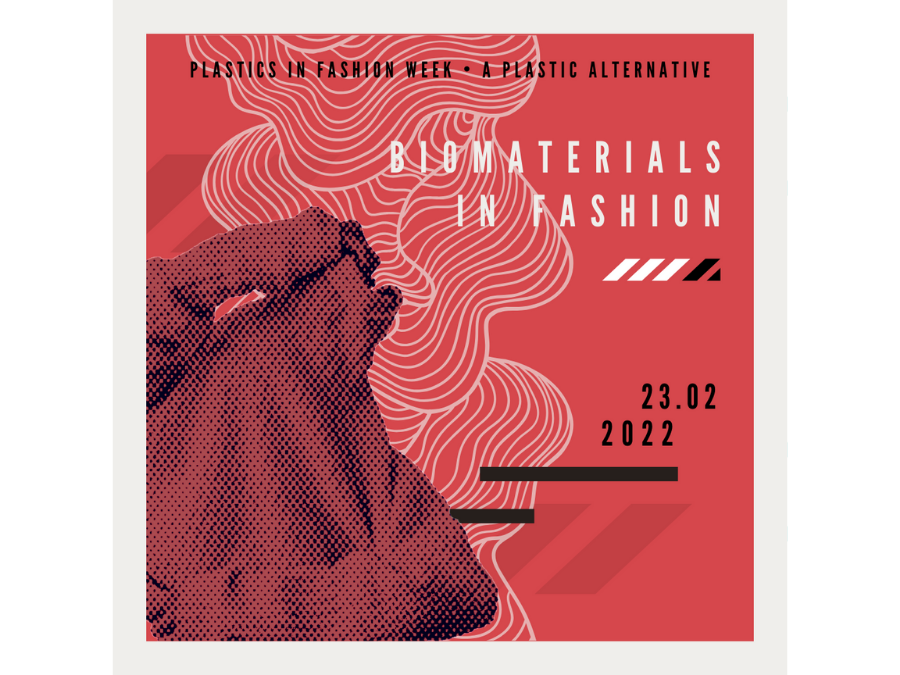 PLASTICS IN FASHION WEEK • A PLASTIC ALTERNATIVE
BIOMATERIALS
IN FASHION
23.02
2022